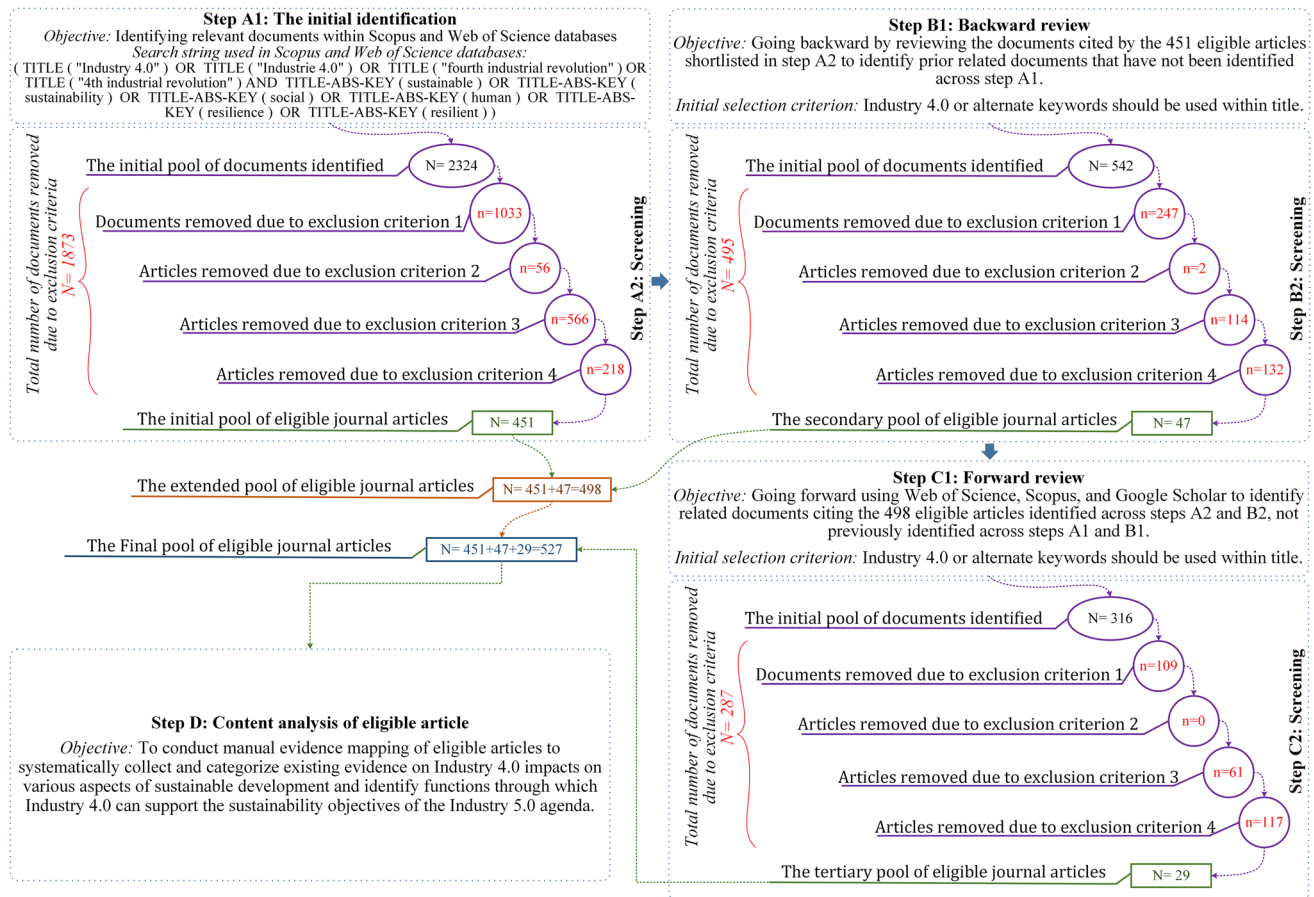 Step A1: The initial identification
Objective: Identifying relevant documents within Scopus and Web of Science databases
Search string used in Scopus and Web of Science databases:
( TITLE ( "Industry 4.0" ) OR TITLE ( "Industrie 4.0" ) OR TITLE ( "fourth industrial revolution" ) OR
TITLE ( "4th industrial revolution" ) AND TITLE-ABS-KEY ( sustainable ) OR TITLE-ABS-KEY (
sustainability ) OR TITLE-ABS-KEY ( social ) OR TITLE-ABS-KEY ( human ) OR TITLE-ABS-
KEY ( resilience ) OR TITLE-ABS-KEY ( resilient ) )
Total number of documents removed
due to exclusion criteria
N= 1873
The initial pool of documents identified
N= 2324
Documents removed due to exclusion criterion 1
n=1033
Articles removed due to exclusion criterion 2
n=56
Articles removed due to exclusion criterion 3
n=566
Articles removed due to exclusion criterion 4
n=218
The initial pool of eligible journal articles
N= 451
Step A2: Screening
Step B1: Backward review
Objective: Going backward by reviewing the documents cited by the 451 eligible articles
shortlisted in step A2 to identify prior related documents that have not been identified
across step A1.
Initial selection criterion: Industry 4.0 or alternate keywords should be used within title.
Total number of documents removed
due to exclusion criteria
N= 495
The initial pool of documents identified
N= 542
Documents removed due to exclusion criterion 1
n=247
Articles removed due to exclusion criterion 2
n=2
Articles removed due to exclusion criterion 3
n=114
Articles removed due to exclusion criterion 4
n=132
The secondary pool of eligible journal articles
N= 47
Step B2: Screening
The extended pool of eligible journal articles
N= 451+47=498
The Final pool of eligible journal articles
N= 451+47+29=527
Step C1: Forward review
Objective: Going forward using Web of Science, Scopus, and Google Scholar to identify
related documents citing the 498 eligible articles identified across steps A2 and B2, not
previously identified across steps A1 and B1.
Initial selection criterion: Industry 4.0 or alternate keywords should be used within title.
Total number of documents removed
due to exclusion criteria
N= 287
The initial pool of documents identified
N= 316
Documents removed due to exclusion criterion 1
n=109
Articles removed due to exclusion criterion 2
n=0
Articles removed due to exclusion criterion 3
n=61
Articles removed due to exclusion criterion 4
n=117
The tertiary pool of eligible journal articles
N= 29
Step C2: Screening
Step D: Content analysis of eligible article
Objective: To conduct manual evidence mapping of eligible articles to
systematically collect and categorize existing evidence on Industry 4.0 impacts on
various aspects of sustainable development and identify functions through which
Industry 4.0 can support the sustainability objectives of the Industry 5.0 agenda.